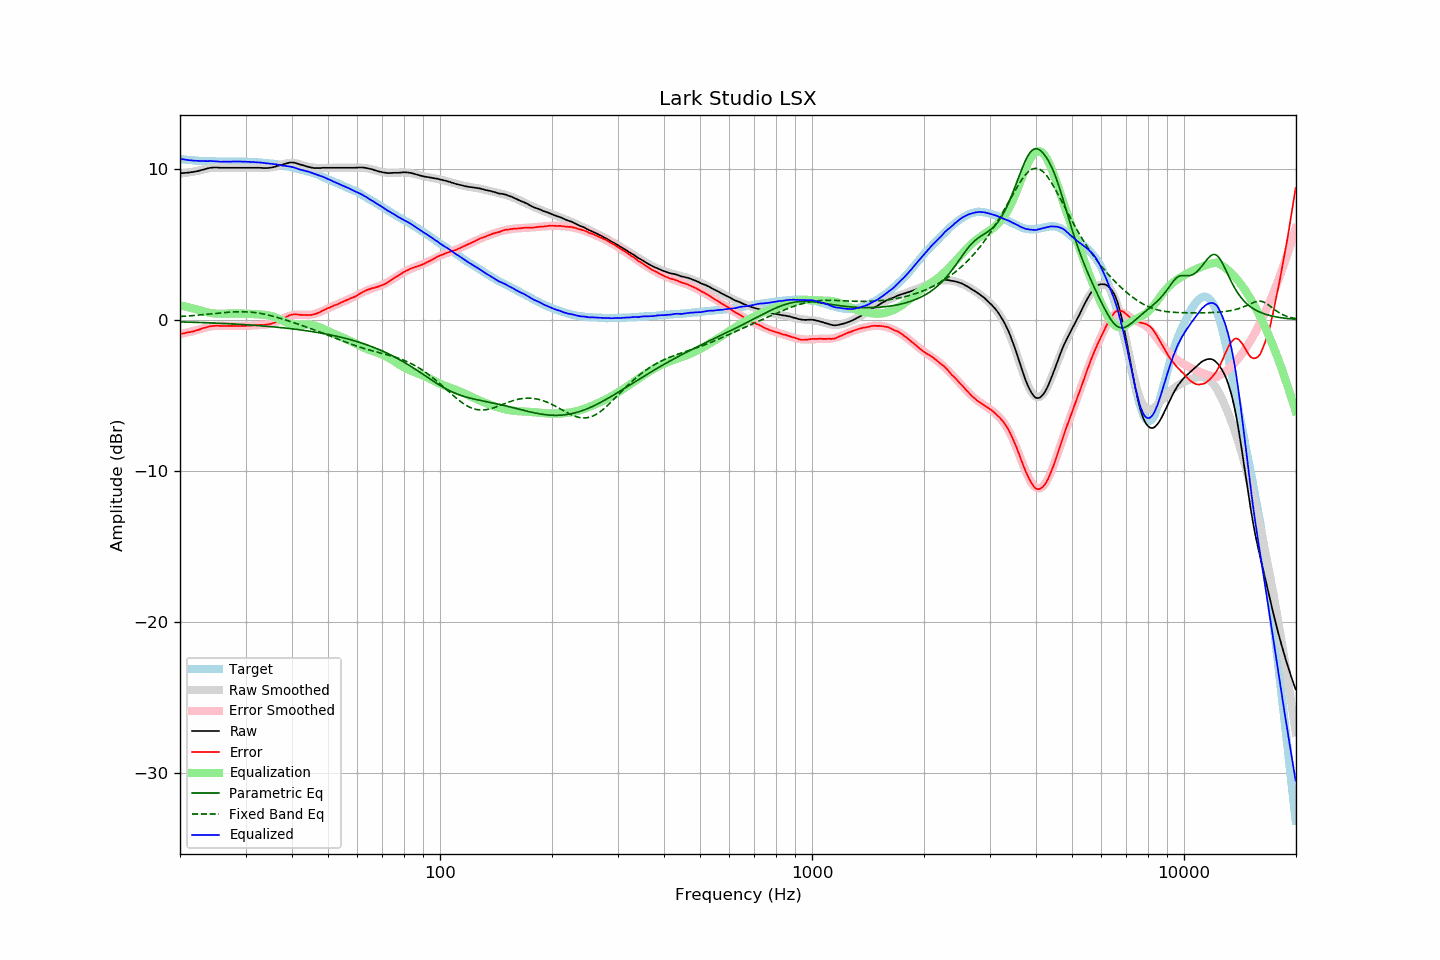 Lark Studio LSX
10
0
−10
−20
−30
Amplitude (dBr)
Target
Raw Smoothed
Error Smoothed
Raw
Error
Equalization
Parametric Eq
Fixed Band Eq
Equalized
100
1000
10000
Frequency (Hz)